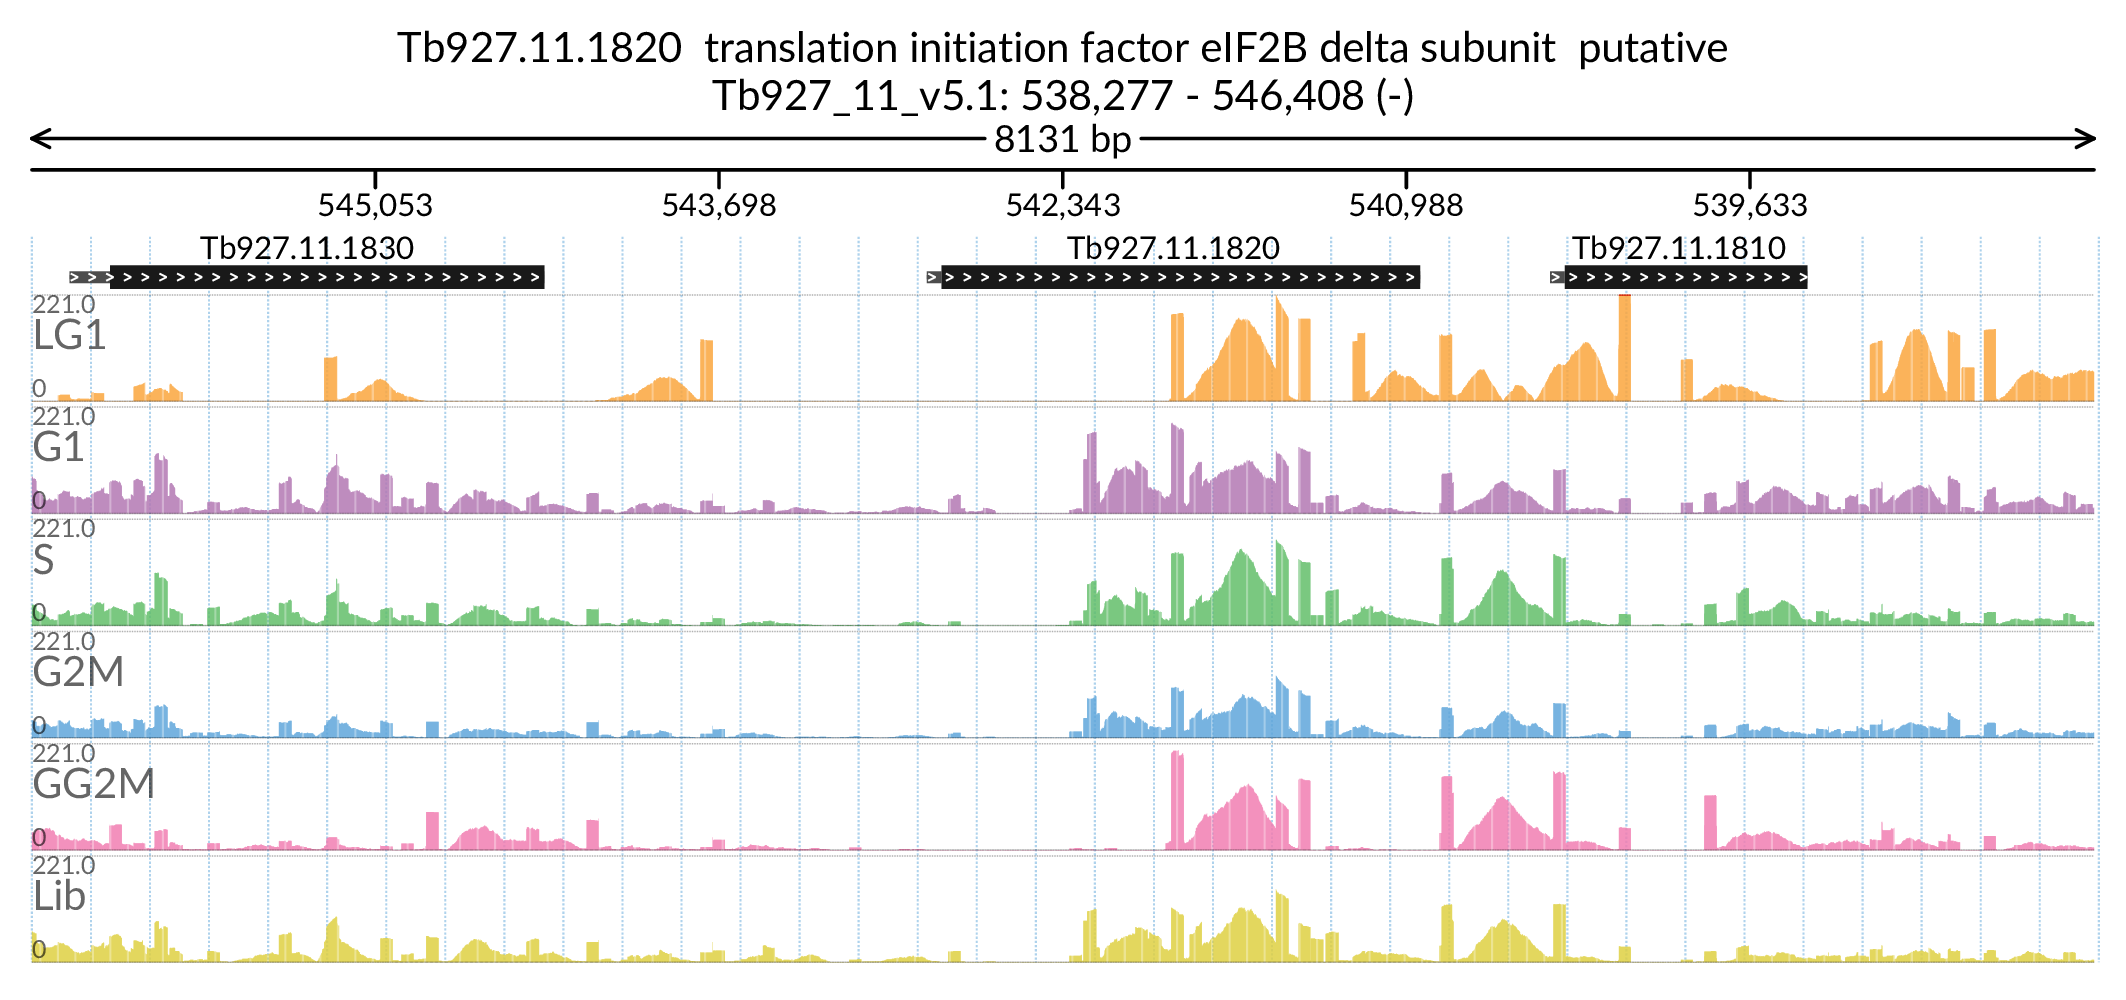 Tb927.11.1820  translation initiation factor eIF2B delta subunit  putative
Tb927_11_v5.1: 538,277 - 546,408 (-)
8131 bp
545,053 543,698 542,343 540,988 539,633
Tb927.11.1830 Tb927.11.1820 Tb927.11.1810
221.0
LG1
0
221.0
G1
0
221.0
S
0
221.0
G2M
0
221.0
GG2M
0
221.0
Lib
0